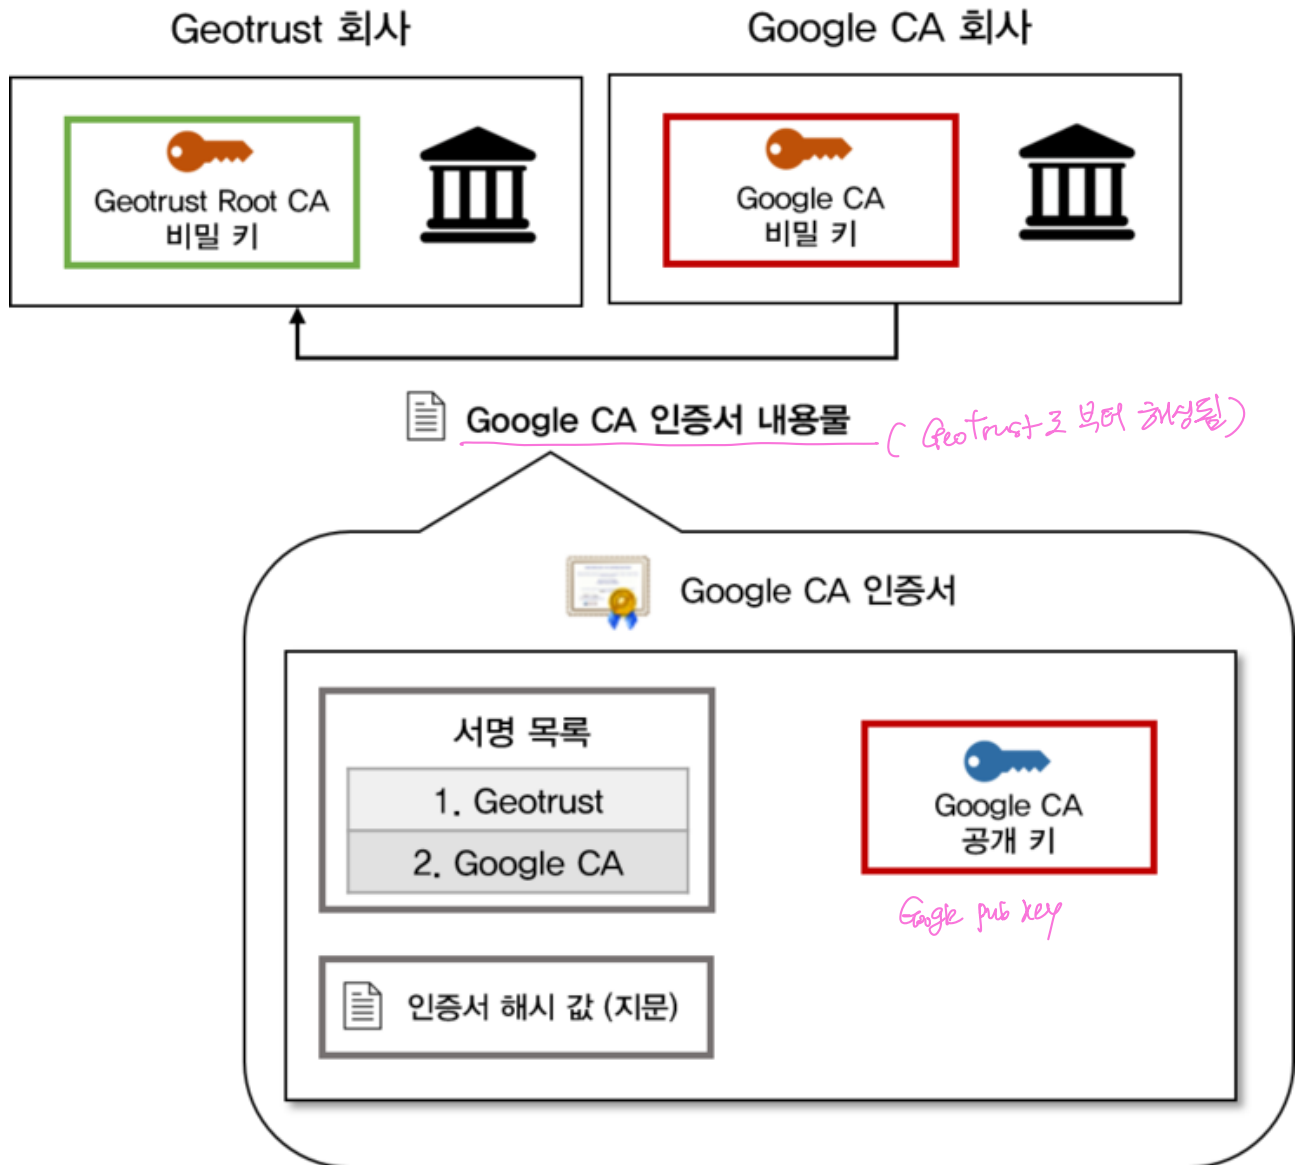 Geotrust 회사
Google CA 회사
Geotrust Root CA
비밀 키
Google CA
비밀 키
Google CA 인증서 내용물
( Geotrust로 부터 해싱됨)
Google CA 인증서
서명 목록
1. Geotrust
2. Google CA
Google CA
공개 키
Google pub key
인증서 해시 값 (지문)